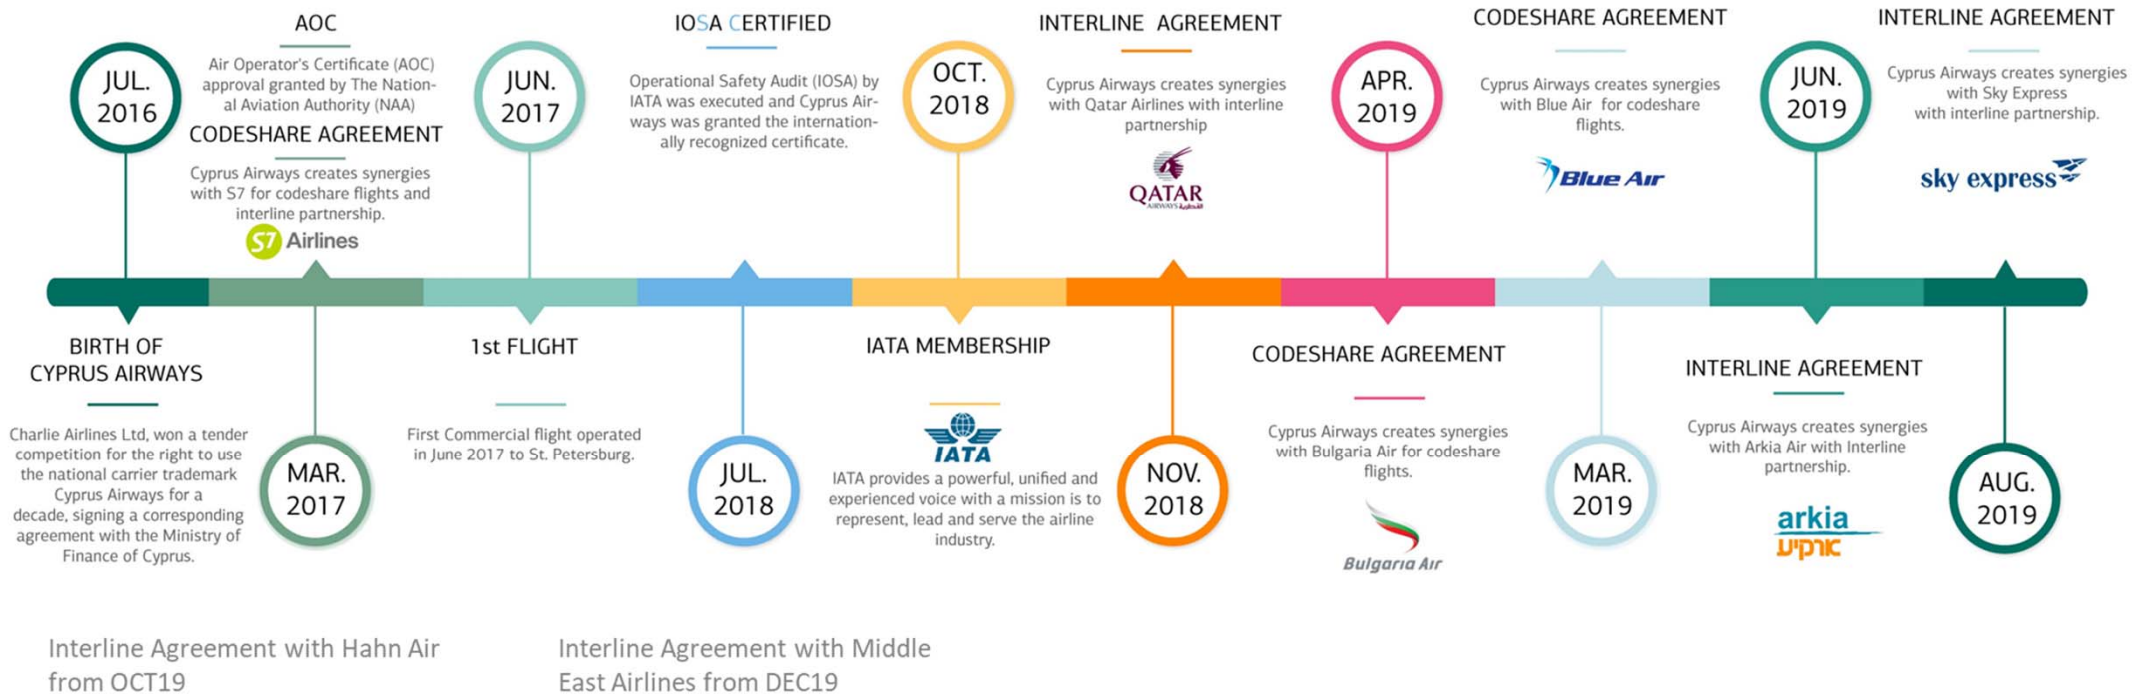 JUL.
2016
BIRTH OF
CYPRUS AIRWAYS
Charlie Airlines Ltd, won a tender
competition for the right to use
the national carrier trademark
Cyprus Airways for a
decade, signing a corresponding
agreement with the Ministry of
Finance of Cyprus.
AOC
Air Operator's Certificate (AOC)
approval granted by The Nation-
al Aviation Authority (NAA)
CODESHARE AGREEMENT
Cyprus Airways creates synergies
with S7 for codeshare flights and
interline partnership.
S7 Airlines
MAR.
2017
JUN.
2017
1st FLIGHT
First Commercial flight operated
in June 2017 to St. Petersburg.
IOSA CERTIFIED
Operational Safety Audit (IOSA) by
IATA was executed and Cyprus Air-
ways was granted the internation-
ally recognized certificate.
JUL.
2018
OCT.
2018
IATA MEMBERSHIP
IATA
IATA provides a powerful, unified and
experienced voice with a mission is to
represent, lead and serve the airline
industry.
INTERLINE AGREEMENT
Cyprus Airways creates synergies
with Qatar Airlines with interline
partnership
QATAR
AIRWAYS القطرية
NOV.
2018
APR.
2019
CODESHARE AGREEMENT
Cyprus Airways creates synergies
with Bulgaria Air for codeshare
flights.
Bulgaria Air
CODESHARE AGREEMENT
Cyprus Airways creates synergies
with Blue Air for codeshare
flights.
Blue Air
MAR.
2019
JUN.
2019
INTERLINE AGREEMENT
Cyprus Airways creates synergies
with Arkia Air with Interline
partnership.
arkia
ארקיע
INTERLINE AGREEMENT
Cyprus Airways creates synergies
with Sky Express
with interline partnership.
sky express
AUG.
2019
Interline Agreement with Hahn Air
from OCT19
Interline Agreement with Middle
East Airlines from DEC19